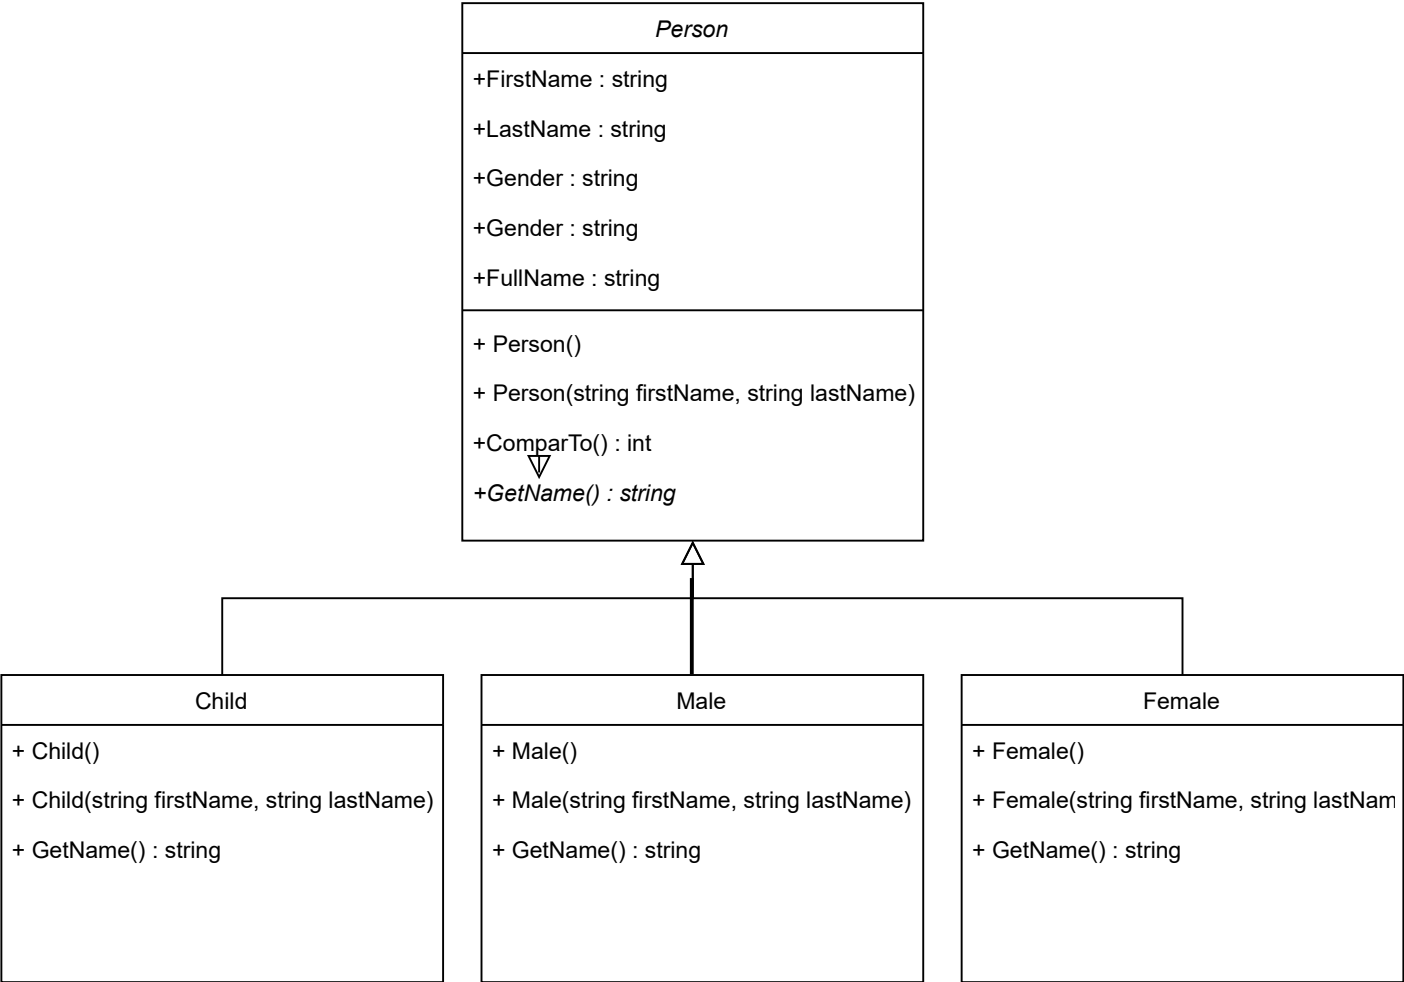 Person
+FirstName : string
+LastName : string
+Gender : string
+Gender : string
+FullName : string
+ Person()
+ Person(string firstName, string lastName)
+ComparTo() : int
+GetName() : string
Child
+ Child()
+ Child(string firstName, string lastName)
+ GetName() : string
Male
+ Male()
+ Male(string firstName, string lastName)
+ GetName() : string
Female
+ Female()
+ Female(string firstName, string lastNam
+ GetName() : string